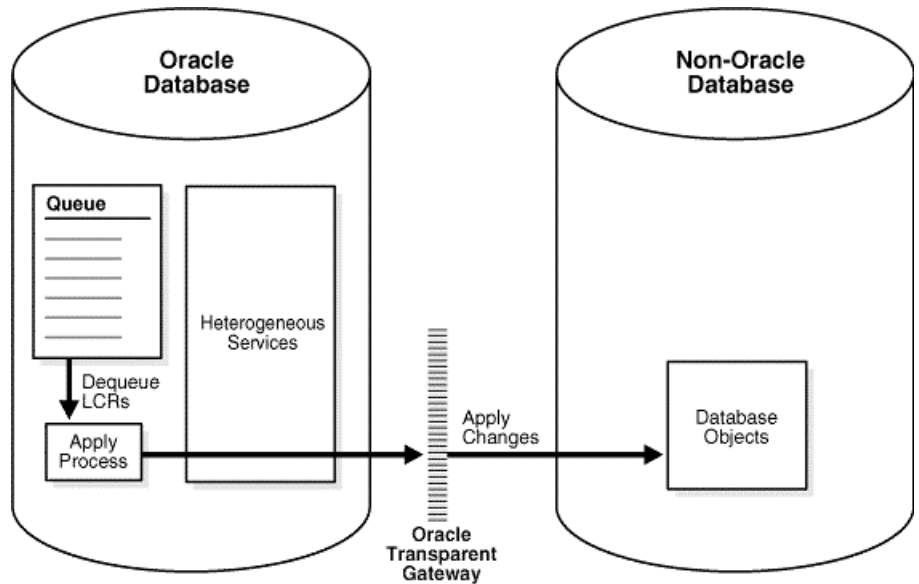 Oracle
Database
Non-Oracle
Database
Queue
Heterogeneous
Services
Dequeue
LCRs
Apply
Process
Apply
Changes
Database
Objects
Oracle
Transparent
Gateway